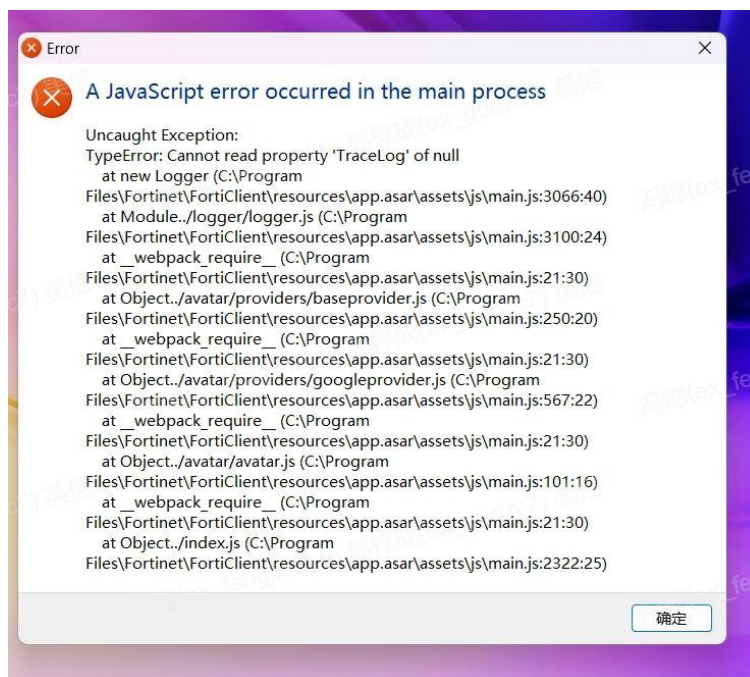 Error
A JavaScript error occurred in the main process
Uncaught Exception:
TypeError: Cannot read property 'TraceLog' of null
at new Logger (C:\Program
Files\Fortinet\FortiClient\resources\app.asar\assets\js\main.js:3066:40)
at Module../logger/logger.js (C:\Program
Files\Fortinet\FortiClient\resources\app.asar\assets\js\main.js:3100:24)
at __webpack_require__ (C:\Program
Files\Fortinet\FortiClient\resources\app.asar\assets\js\main.js:21:30)
at Object../avatar/providers/baseprovider.js (C:\Program
Files\Fortinet\FortiClient\resources\app.asar\assets\js\main.js:250:20)
at __webpack_require__ (C:\Program
Files\Fortinet\FortiClient\resources\app.asar\assets\js\main.js:21:30)
at Object../avatar/providers/googleprovider.js (C:\Program
Files\Fortinet\FortiClient\resources\app.asar\assets\js\main.js:567:22)
at __webpack_require__ (C:\Program
Files\Fortinet\FortiClient\resources\app.asar\assets\js\main.js:21:30)
at Object../avatar/avatar.js (C:\Program
Files\Fortinet\FortiClient\resources\app.asar\assets\js\main.js:101:16)
at __webpack_require__ (C:\Program
Files\Fortinet\FortiClient\resources\app.asar\assets\js\main.js:21:30)
at Object../index.js (C:\Program
Files\Fortinet\FortiClient\resources\app.asar\assets\js\main.js:2322:25)
确定